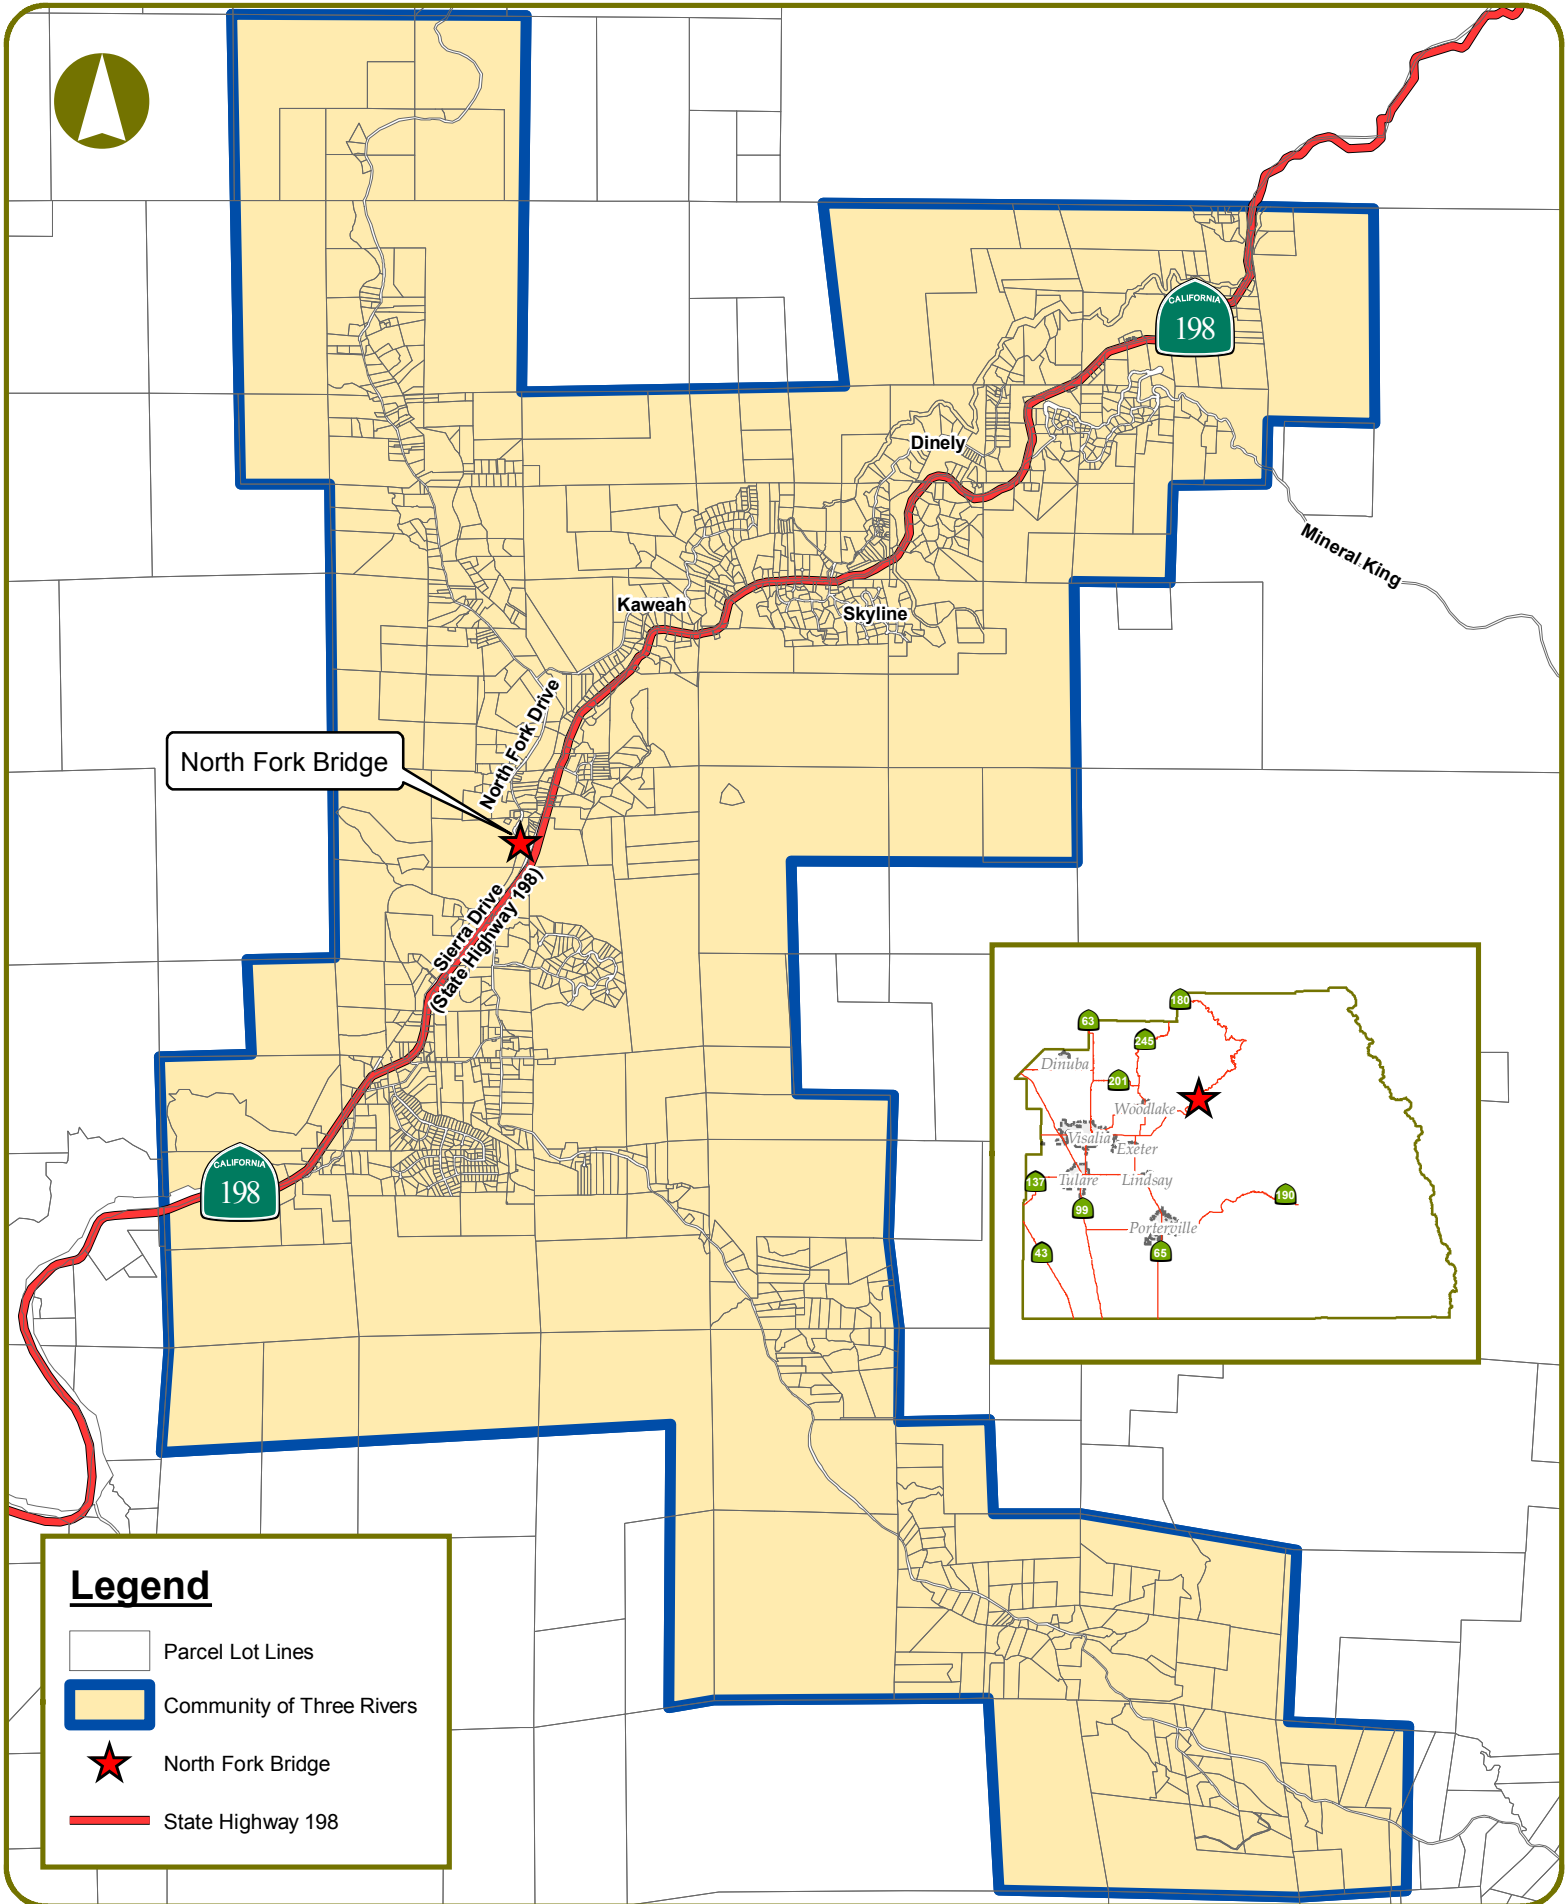 CALIFORNIA
198
Dinely
Mineral King
Kaweah
Skyline
North Fork Drive
North Fork Bridge
Sierra Drive
(State Highway 198)
CALIFORNIA
198
180
63
245
Dinuba
201
Woodlake
Visalia
Exeter
137
Tulare
Lindsay
190
99
Porterville
43
65
Legend
Parcel Lot Lines
Community of Three Rivers
North Fork Bridge
State Highway 198